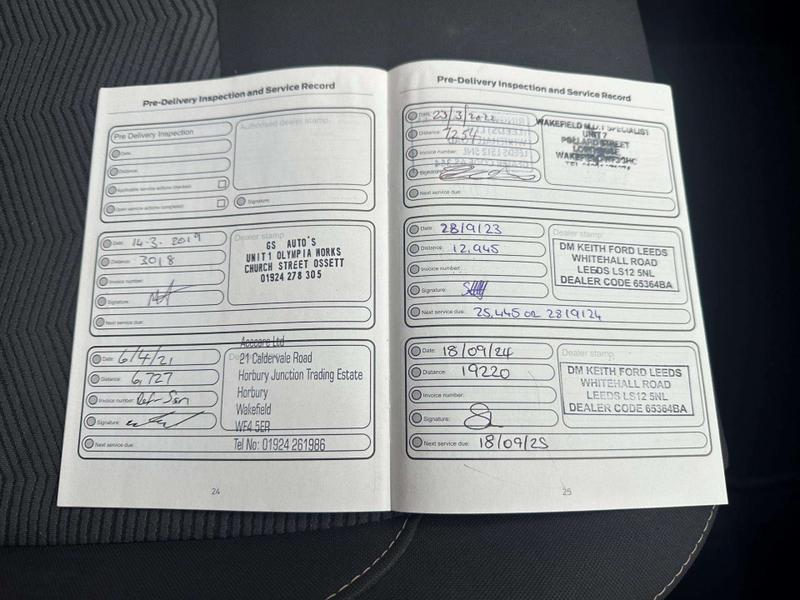 Pre-Delivery Inspection and Service Record
Pre Delivery Inspection
Authorised dealer stamp
Date:
Distance:
Applicable service actions checked:
Open service actions completed:
Signature:
Date: 14.3.2019
Distance: 3018
Invoice number:
Signature:
Next service due:
Dealer stamp
GS AUTO'S
UNIT1 OLYMPIA WORKS
CHURCH STREET OSSETT
01924 278 305
Date: 6/4/21
Distance: 6,727
Invoice number:
Signature:
Next service due:
21 Caldervale Road
Horbury Junction Trading Estate
Horbury
Wakefield
WF4 5ER
Tel No: 01924 261986
24
Pre-Delivery Inspection and Service Record
Date: 23/3/2022
Distance:
Invoice number:
Signature:
Next service due:
WAKEFIELD M.O.T SPECIALIST
UNIT 7
STREET
WAKEFIELD
Date: 28/9/23
Distance: 12,945
Invoice number:
Signature:
Next service due: 25,445 or 28/9/24
Dealer stamp
DM KEITH FORD LEEDS
WHITEHALL ROAD
LEEDS LS12 5NL
DEALER CODE 65364BA
Date: 18/09/24
Distance: 19220
Invoice number:
Signature:
Next service due: 18/09/25
Dealer stamp
DM KEITH FORD LEEDS
WHITEHALL ROAD
LEEDS LS12 5NL
DEALER CODE 65364BA
25